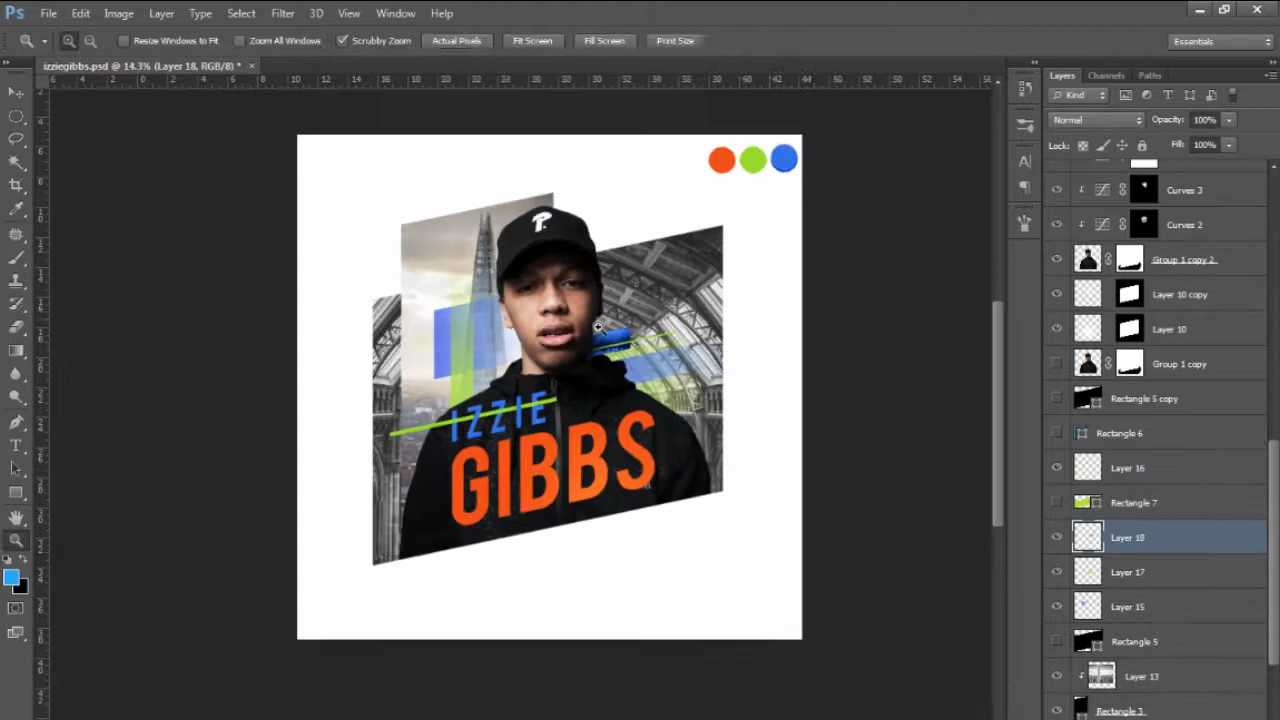 Ps File Edit Image Layer Type Select Filter 3D View Window Help
Resize Windows to Fit Zoom All Windows Scrubby Zoom Actual Pixels Fit Screen Fill Screen Print Size Essentials
izziegibbs.psd @ 14.3% (Layer 18, RGB/8) * ×
Layers Channels Paths
Kind
Normal Opacity: 100%
Lock: Fill: 100%
Curves 3
Curves 2
Group 1 copy 2
Layer 10 copy
Layer 10
Group 1 copy
Rectangle 5 copy
Rectangle 6
Layer 16
Rectangle 7
Layer 18
Layer 17
Layer 15
Rectangle 5
Layer 13
Rectangle 3
P.
IZZIE
GIBBS